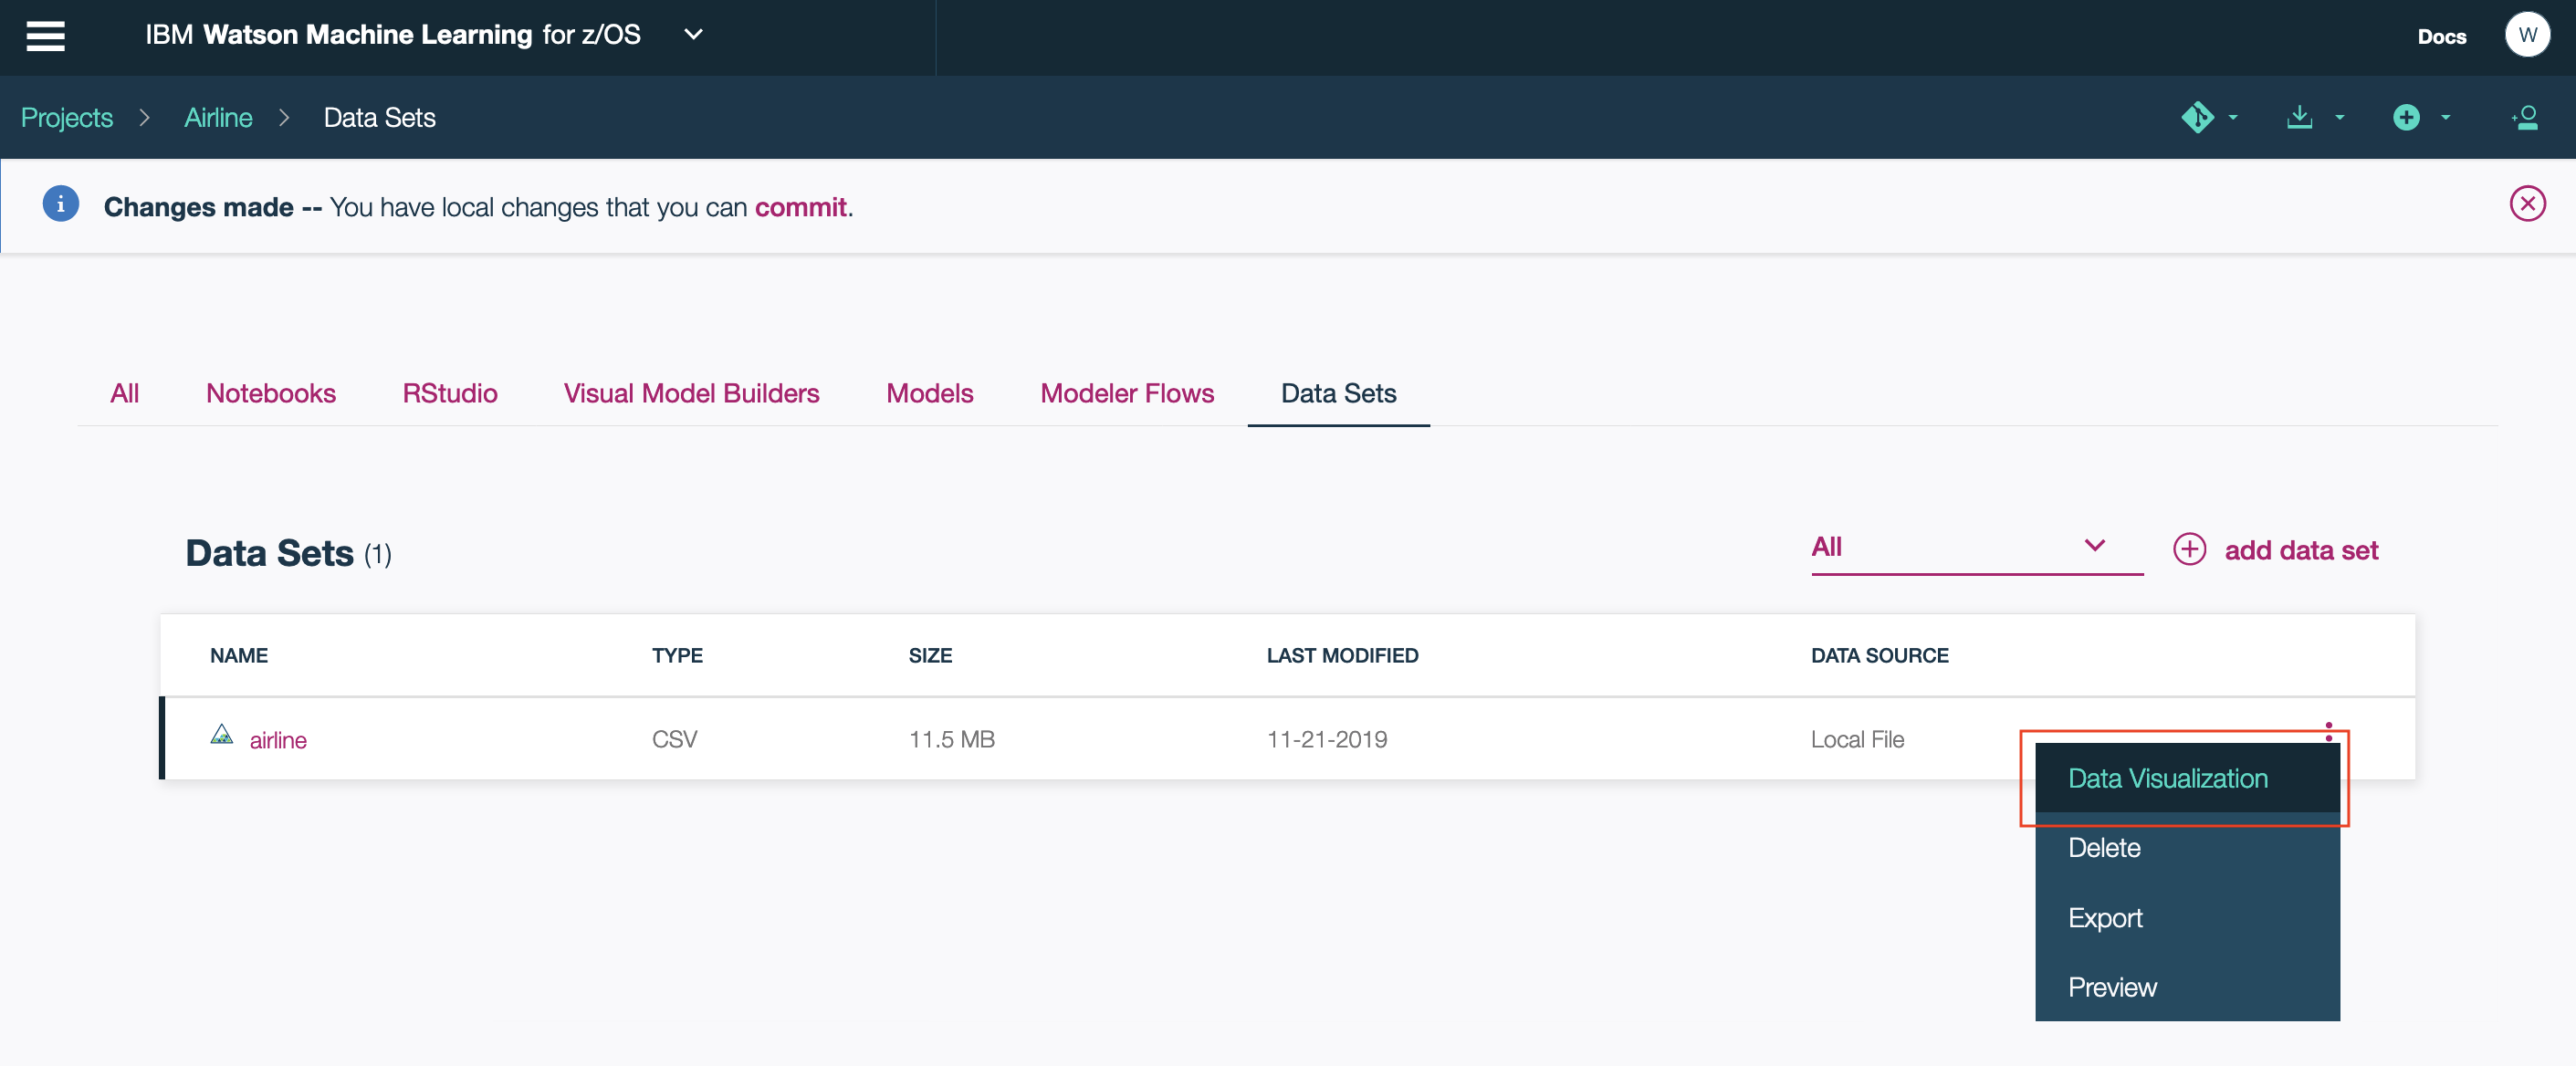 IBM Watson Machine Learning for z/OS
Docs
W
Projects > Airline > Data Sets
Changes made -- You have local changes that you can commit.
All Notebooks RStudio Visual Model Builders Models Modeler Flows Data Sets
Data Sets (1)
All
add data set
NAME TYPE SIZE LAST MODIFIED DATA SOURCE
airline CSV 11.5 MB 11-21-2019 Local File
Data Visualization
Delete
Export
Preview